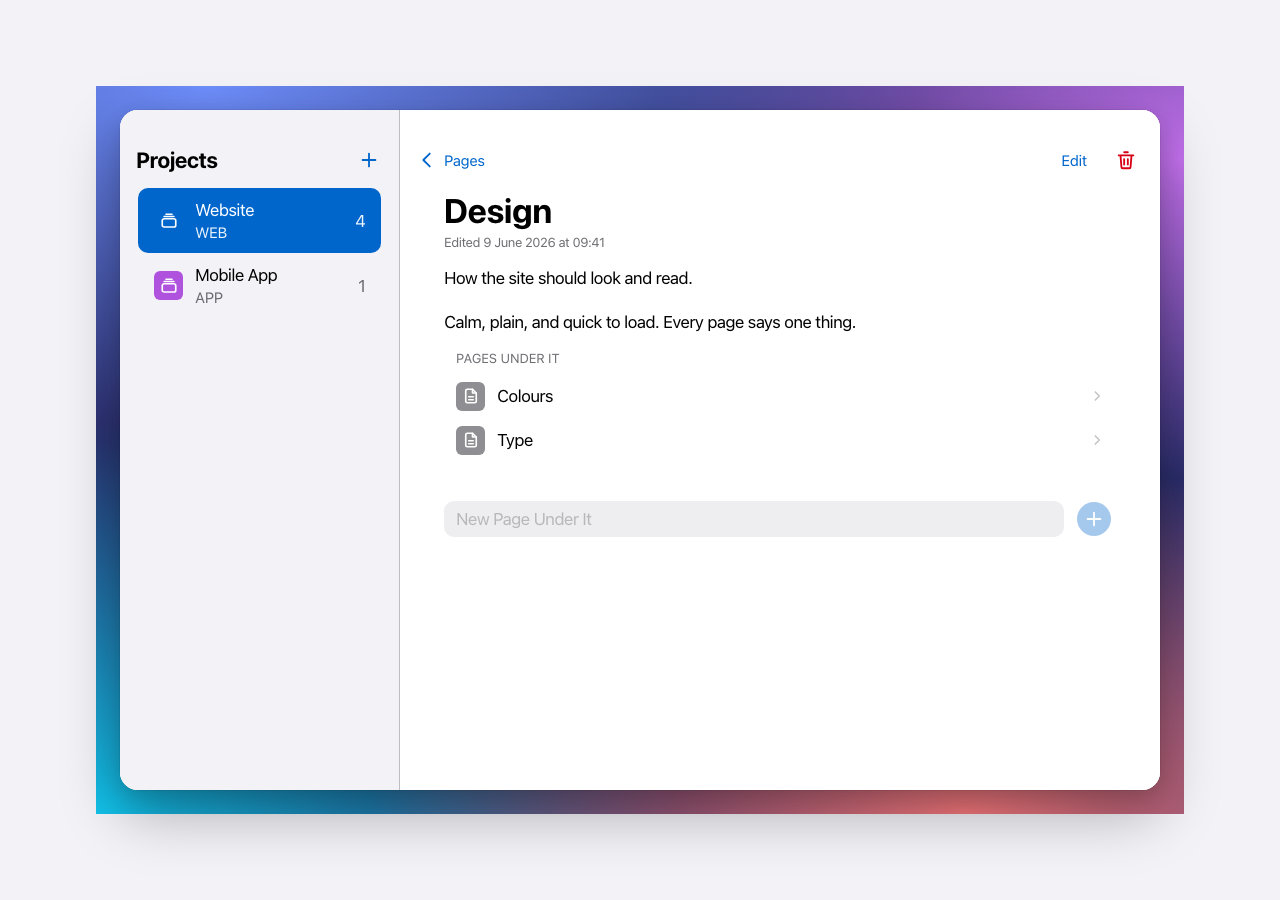 Projects
Website
WEB
4
Mobile App
APP
1
Pages
Edit
Design
Edited 9 June 2026 at 09:41
How the site should look and read.
Calm, plain, and quick to load. Every page says one thing.
PAGES UNDER IT
Colours
Type
New Page Under It